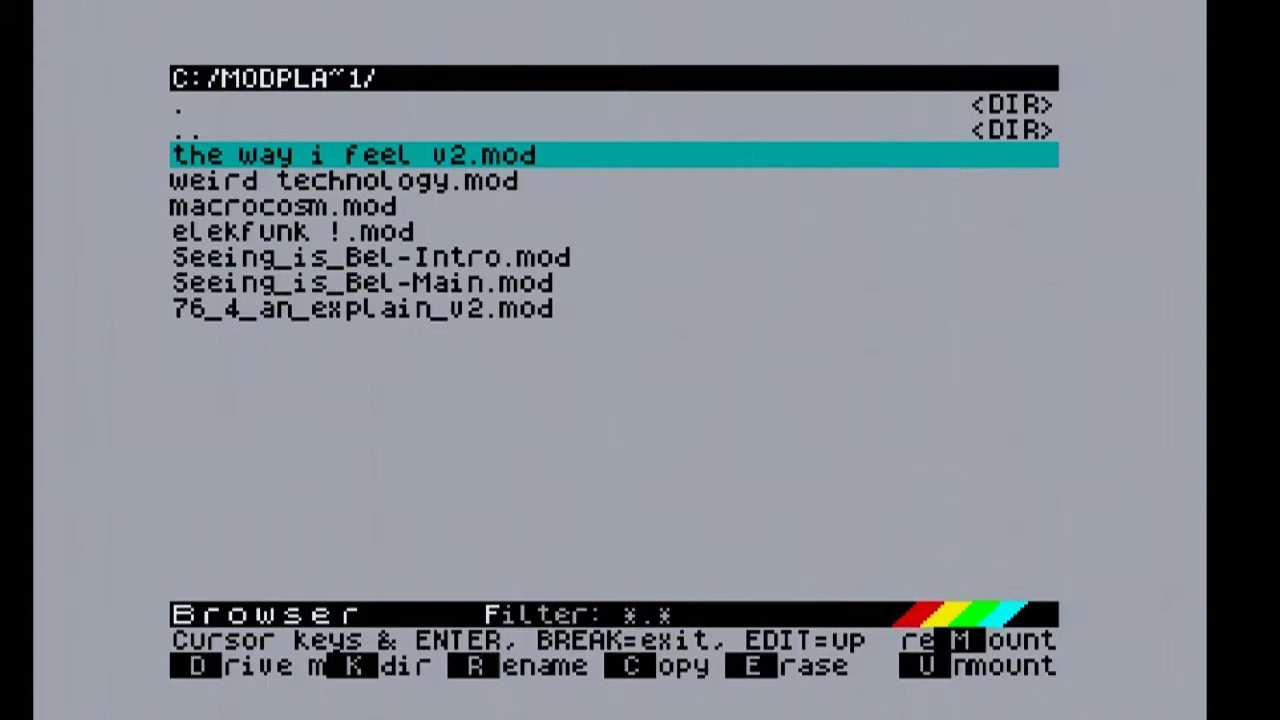 C:/MODPLA~1/
. <DIR>
.. <DIR>
the way i feel v2.mod
weird technology.mod
macrocosm.mod
elekfunk !.mod
Seeing_is_Bel-Intro.mod
Seeing_is_Bel-Main.mod
76_4_an_explain_v2.mod
Browser Filter: *.*
Cursor keys & ENTER, BREAK=exit, EDIT=up reMount
Drive mKdir Rename Copy Erase Unmount